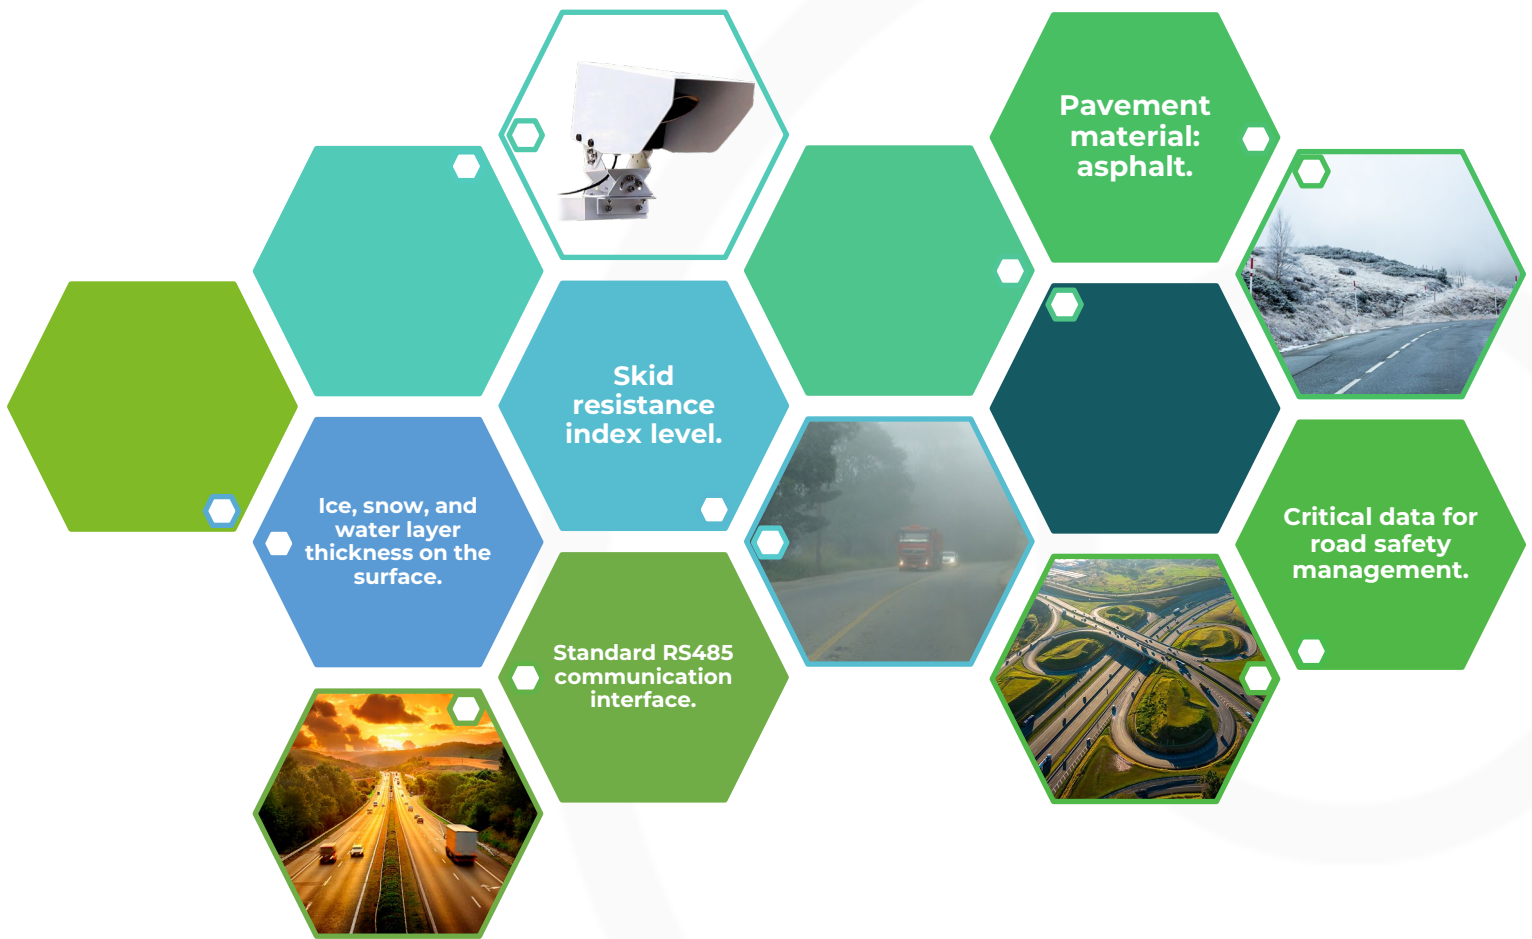 Pavement
material:
asphalt.
Skid
resistance
index level.
Ice, snow, and
water layer
thickness on the
surface.
Critical data for
road safety
management.
Standard RS485
communication
interface.